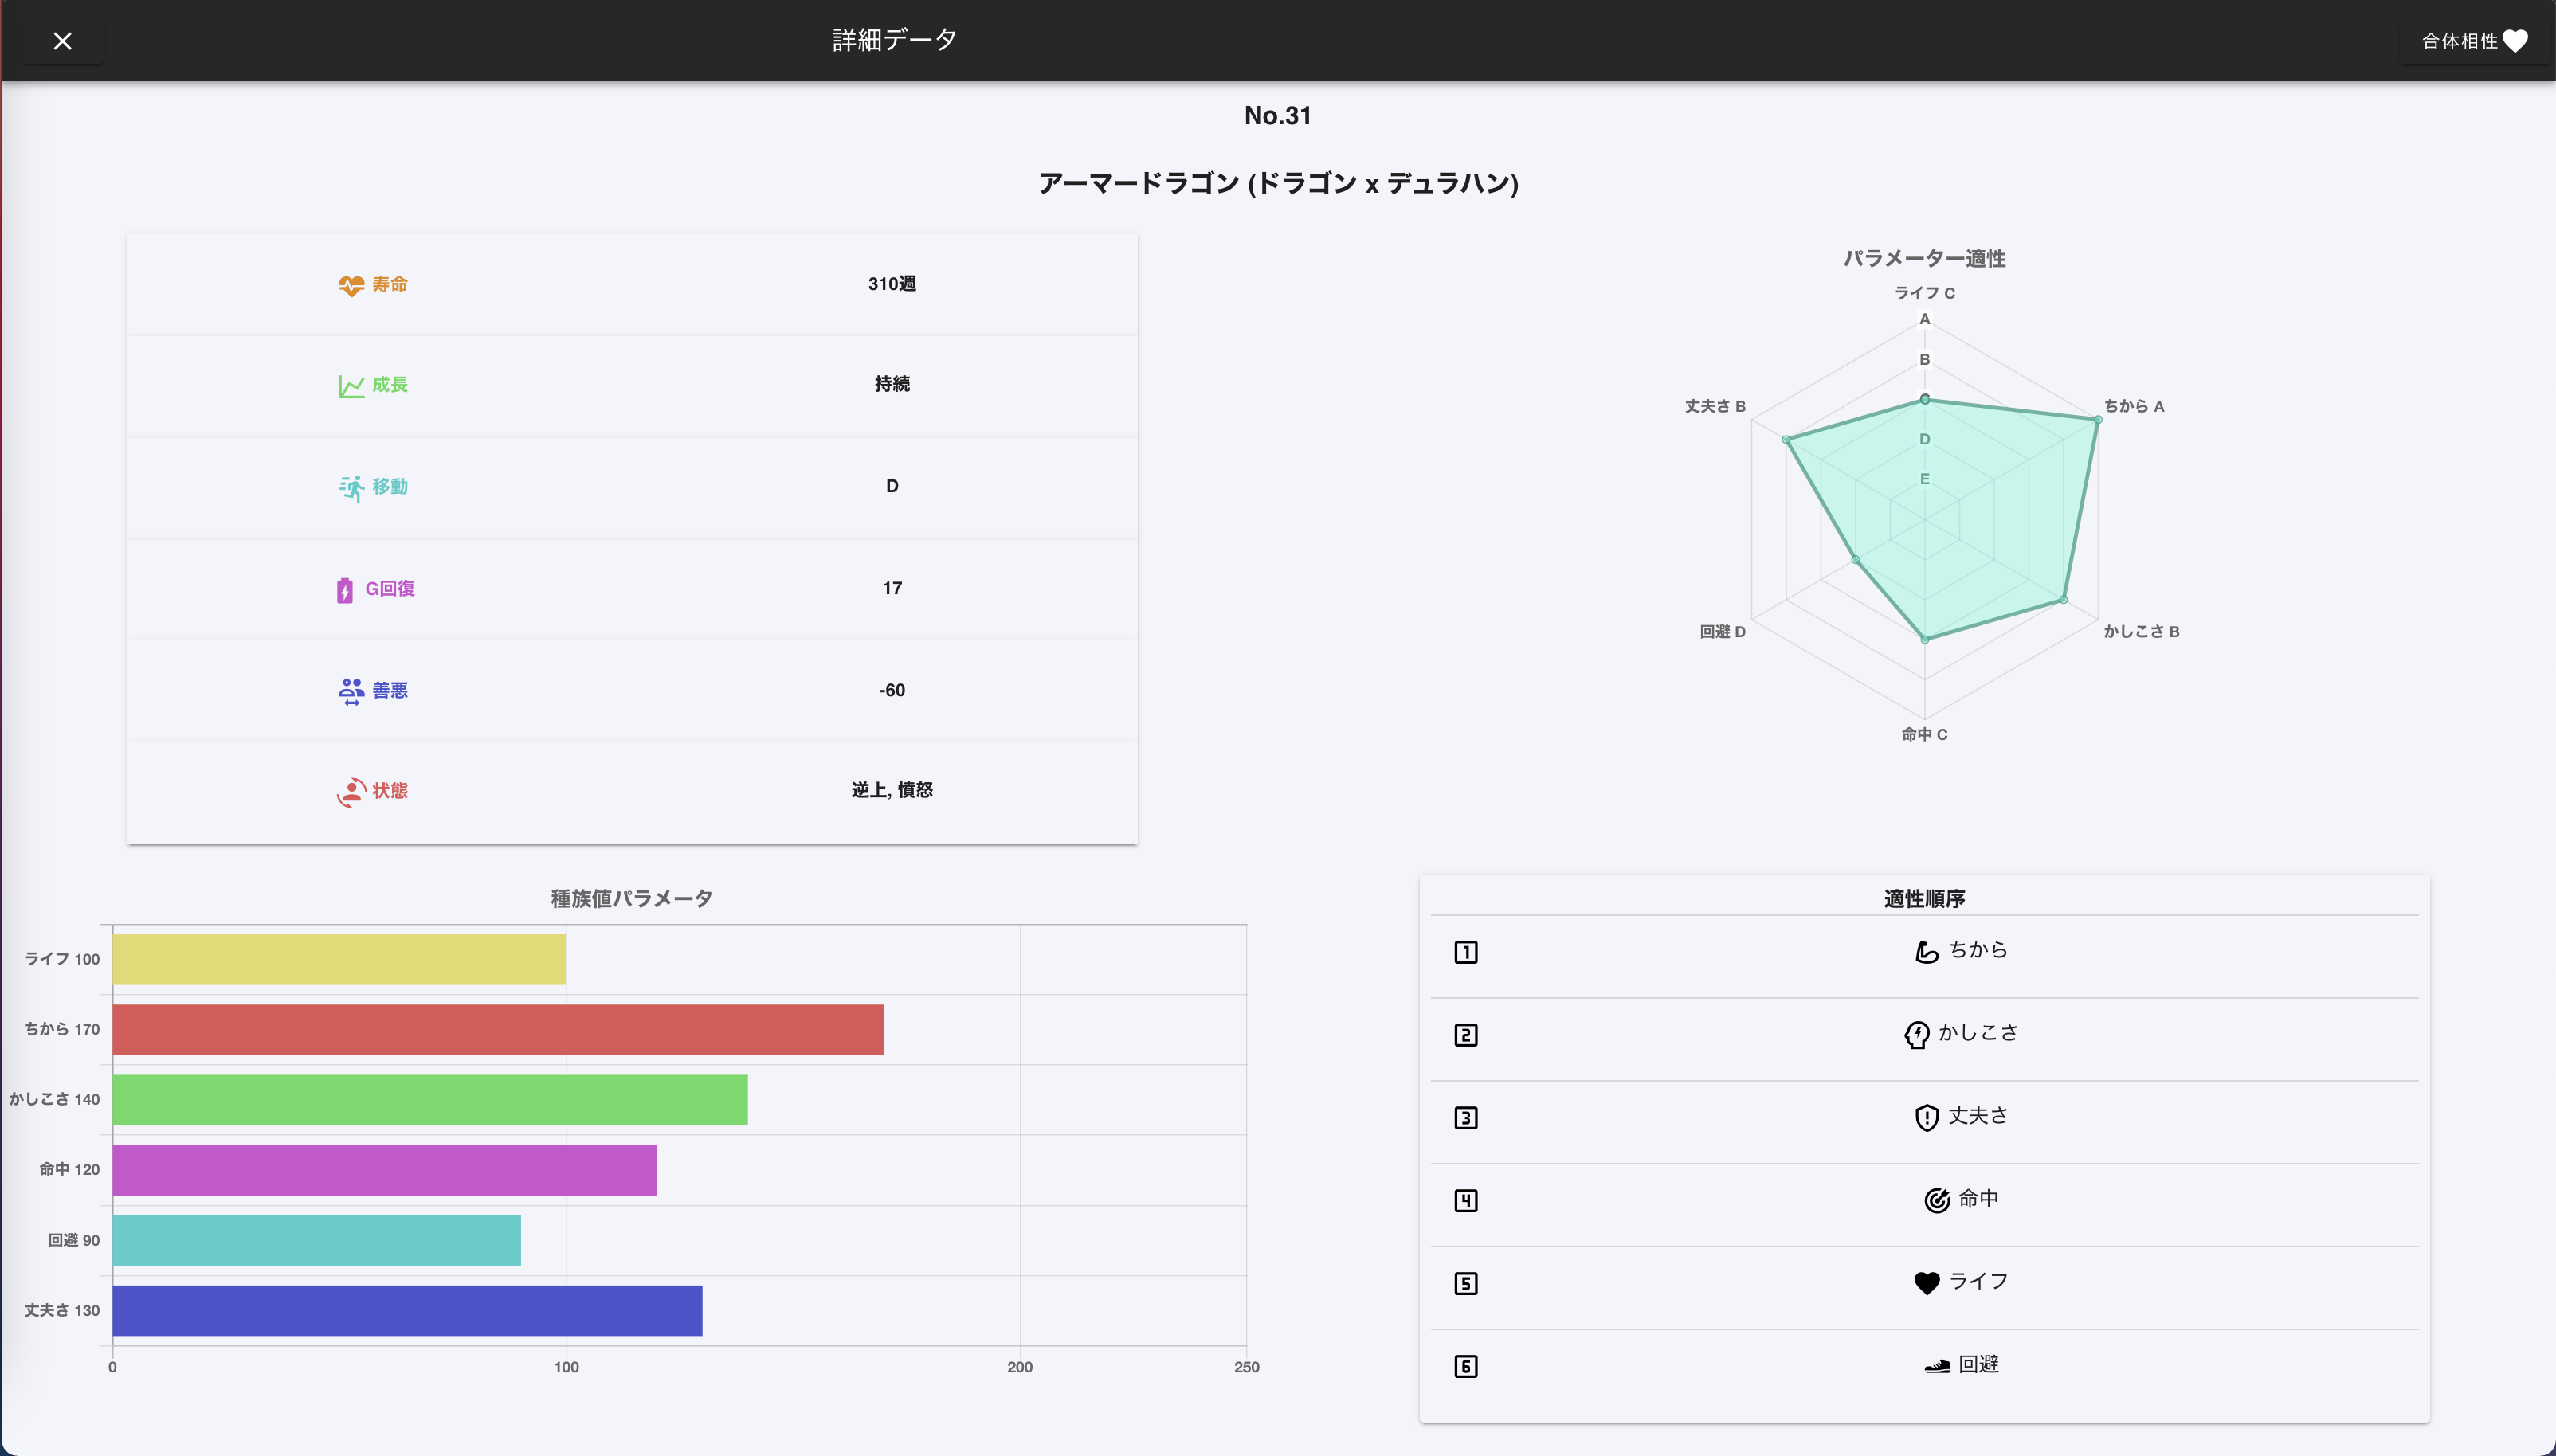 詳細データ
合体相性
No.31
アーマードラゴン (ドラゴン x デュラハン)
寿命 310週
成長 持続
移動 D
G回復 17
善悪 -60
状態 逆上, 憤怒
パラメーター適性
ライフ C
A
B
C
D
E
ちから A
かしこさ B
命中 C
回避 D
丈夫さ B
種族値パラメータ
ライフ 100
ちから 170
かしこさ 140
命中 120
回避 90
丈夫さ 130
0 100 200 250
適性順序
1 ちから
2 かしこさ
3 丈夫さ
4 命中
5 ライフ
6 回避